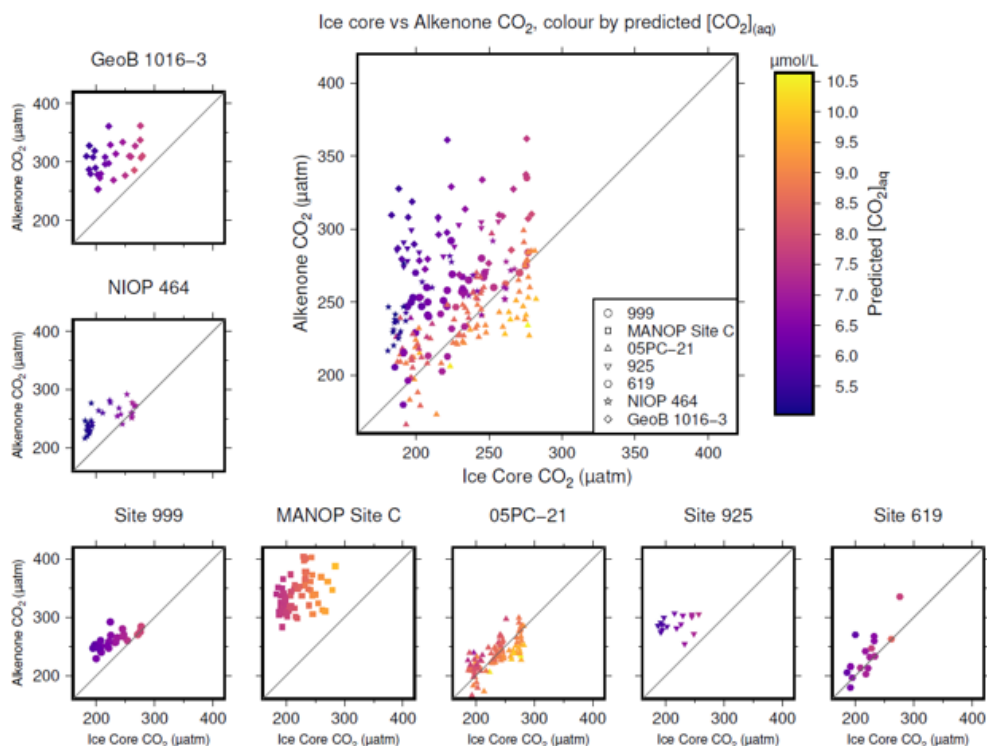 Ice core vs Alkenone CO₂, colour by predicted [CO₂](aq)
GeoB 1016−3
Alkenone CO₂ (µatm)
400
300
200
200 300 400
NIOP 464
Alkenone CO₂ (µatm)
400
300
200
200 300 400
Alkenone CO₂ (µatm)
400
350
300
250
200
200 250 300 350 400
Ice Core CO₂ (µatm)
999
MANOP Site C
05PC−21
925
619
NIOP 464
GeoB 1016−3
µmol/L
10.5
10.0
9.5
9.0
8.5
8.0
7.5
7.0
6.5
6.0
5.5
Predicted [CO₂]aq
Site 999
Alkenone CO₂ (µatm)
400
300
200
200 300 400
Ice Core CO₂ (µatm)
MANOP Site C
200 300 400
Ice Core CO₂ (µatm)
05PC−21
200 300 400
Ice Core CO₂ (µatm)
Site 925
200 300 400
Ice Core CO₂ (µatm)
Site 619
200 300 400
Ice Core CO₂ (µatm)